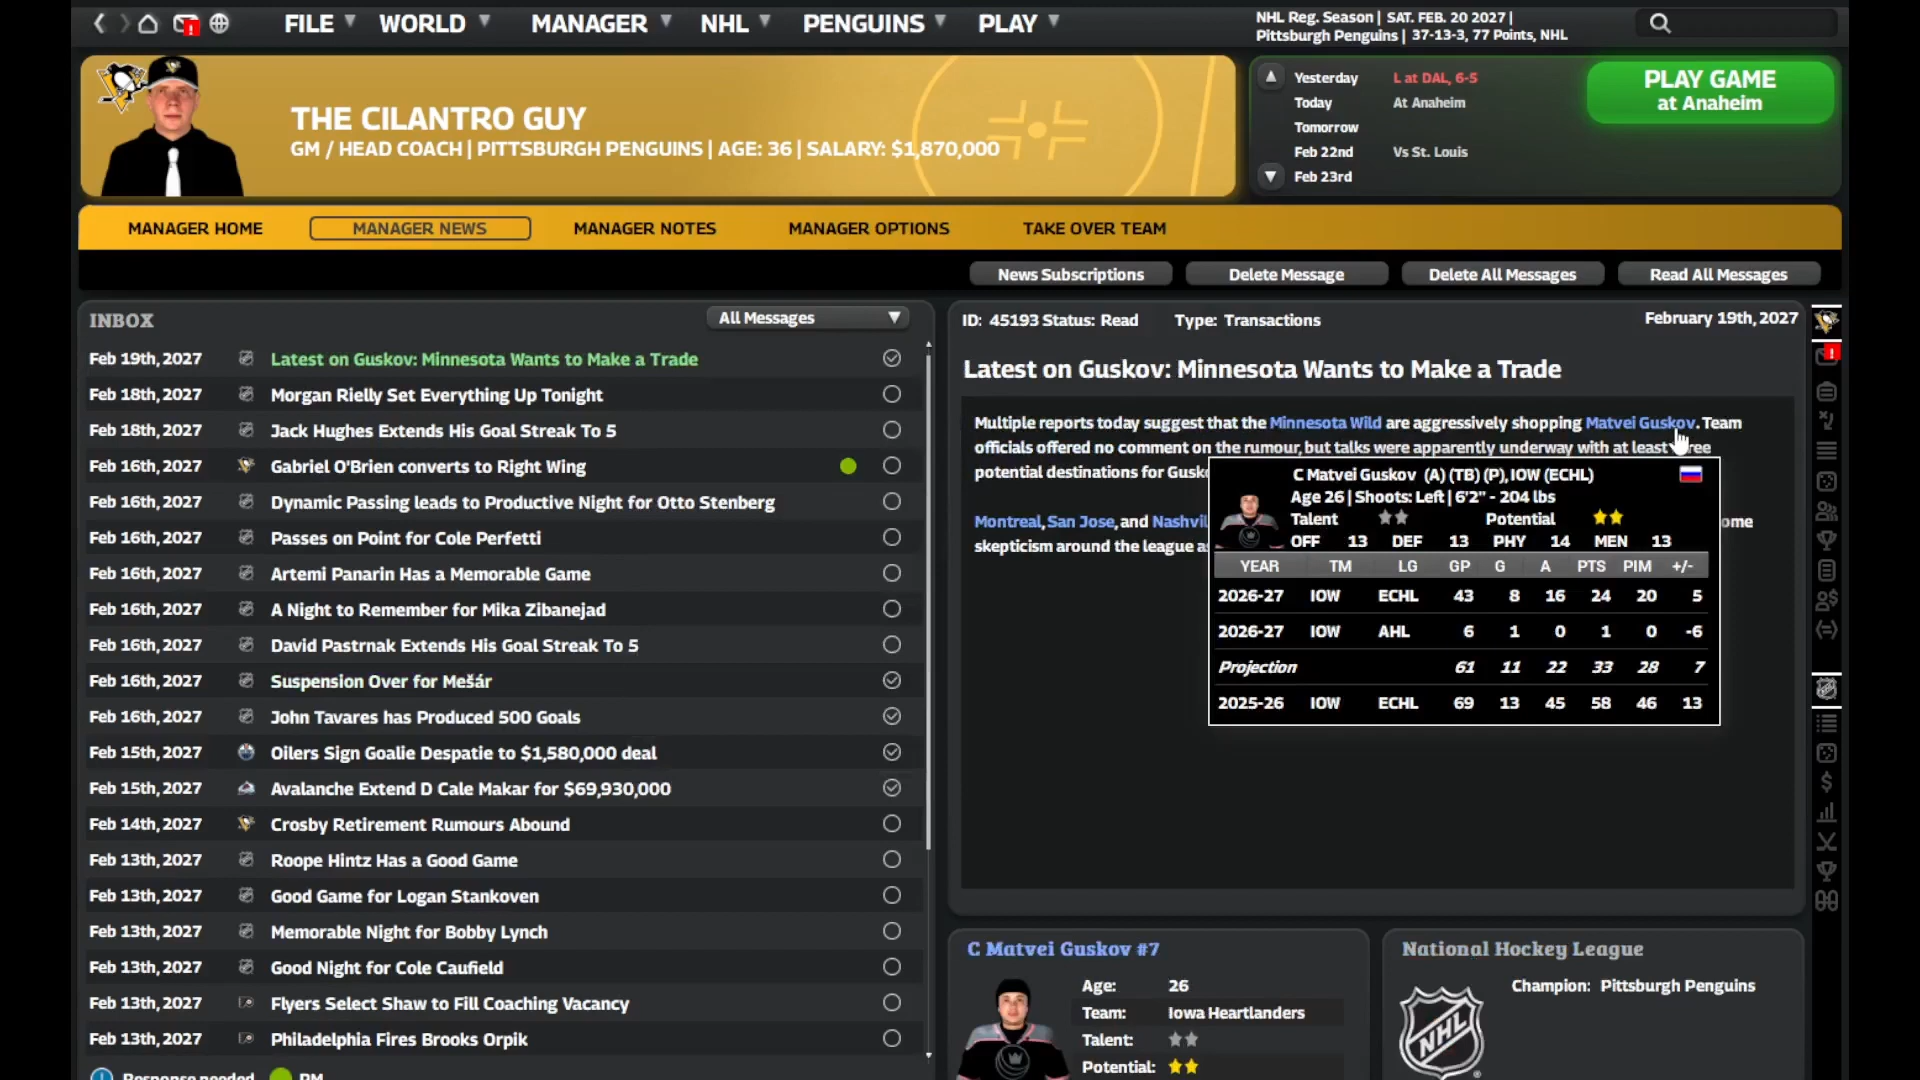 FILE WORLD MANAGER NHL PENGUINS PLAY
NHL Reg. Season | SAT. FEB. 20 2027 |
Pittsburgh Penguins | 37-13-3, 77 Points, NHL
THE CILANTRO GUY
GM / HEAD COACH | PITTSBURGH PENGUINS | AGE: 36 | SALARY: $1,870,000
Yesterday L at DAL, 6-5
Today At Anaheim
Tomorrow
Feb 22nd Vs St. Louis
Feb 23rd
PLAY GAME
at Anaheim
MANAGER HOME MANAGER NEWS MANAGER NOTES MANAGER OPTIONS TAKE OVER TEAM
News Subscriptions Delete Message Delete All Messages Read All Messages
INBOX All Messages
Feb 19th, 2027 Latest on Guskov: Minnesota Wants to Make a Trade
Feb 18th, 2027 Morgan Rielly Set Everything Up Tonight
Feb 18th, 2027 Jack Hughes Extends His Goal Streak To 5
Feb 16th, 2027 Gabriel O'Brien converts to Right Wing
Feb 16th, 2027 Dynamic Passing leads to Productive Night for Otto Stenberg
Feb 16th, 2027 Passes on Point for Cole Perfetti
Feb 16th, 2027 Artemi Panarin Has a Memorable Game
Feb 16th, 2027 A Night to Remember for Mika Zibanejad
Feb 16th, 2027 David Pastrnak Extends His Goal Streak To 5
Feb 16th, 2027 Suspension Over for Mešár
Feb 16th, 2027 John Tavares has Produced 500 Goals
Feb 15th, 2027 Oilers Sign Goalie Despatie to $1,580,000 deal
Feb 15th, 2027 Avalanche Extend D Cale Makar for $69,930,000
Feb 14th, 2027 Crosby Retirement Rumours Abound
Feb 13th, 2027 Roope Hintz Has a Good Game
Feb 13th, 2027 Good Game for Logan Stankoven
Feb 13th, 2027 Memorable Night for Bobby Lynch
Feb 13th, 2027 Good Night for Cole Caufield
Feb 13th, 2027 Flyers Select Shaw to Fill Coaching Vacancy
Feb 13th, 2027 Philadelphia Fires Brooks Orpik
Response needed PM
ID: 45193 Status: Read Type: Transactions February 19th, 2027
Latest on Guskov: Minnesota Wants to Make a Trade
Multiple reports today suggest that the Minnesota Wild are aggressively shopping Matvei Guskov. Team
officials offered no comment on the rumour, but talks were apparently underway with at least
potential destinations for
Montreal, San Jose, and
skepticism around the league
C Matvei Guskov (A) (TB) (P), IOW (ECHL)
Age 26 | Shoots: Left | 6'2" - 204 lbs
Talent Potential
OFF 13 DEF 13 PHY 14 MEN 13
YEAR TM LG GP G A PTS PIM +/-
2026-27 IOW ECHL 43 8 16 24 20 5
2026-27 IOW AHL 6 1 0 1 0 -6
Projection 61 11 22 33 28 7
2025-26 IOW ECHL 69 13 45 58 46 13
C Matvei Guskov #7
Age: 26
Team: Iowa Heartlanders
Talent:
Potential:
National Hockey League
Champion: Pittsburgh Penguins
NHL